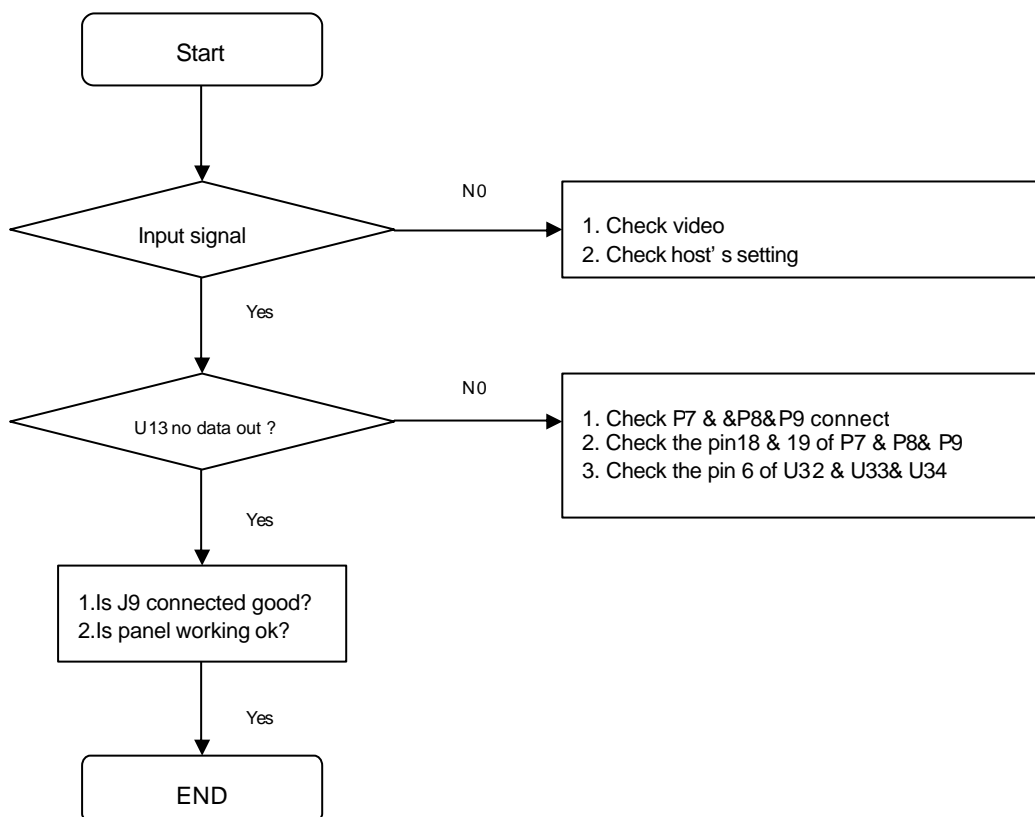 Start
N0
Input signal
1. Check video
2. Check host' s setting
Yes
N0
U13 no data out ?
1. Check P7 & &P8& P9 connect
2. Check the pin18 & 19 of P7 & P8& P9
3. Check the pin 6 of U32 & U33& U34
Yes
1.Is J9 connected good?
2.Is panel working ok?
Yes
END